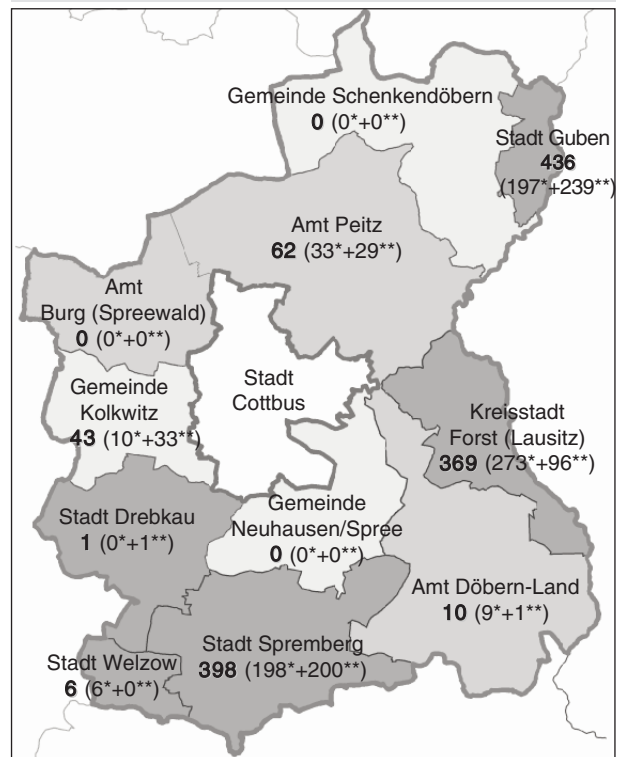 Gemeinde Schenkendöbern
0 (0*+0**)
Stadt Guben
436
(197*+239**)
Amt Peitz
62 (33*+29**)
Amt
Burg (Spreewald)
0 (0*+0**)
Stadt
Cottbus
Gemeinde
Kolkwitz
43 (10*+33**)
Kreisstadt
Forst (Lausitz)
369 (273*+96**)
Stadt Drebkau
1 (0*+1**)
Gemeinde
Neuhausen/Spree
0 (0*+0**)
Amt Döbern-Land
10 (9*+1**)
Stadt Spremberg
398 (198*+200**)
Stadt Welzow
6 (6*+0**)